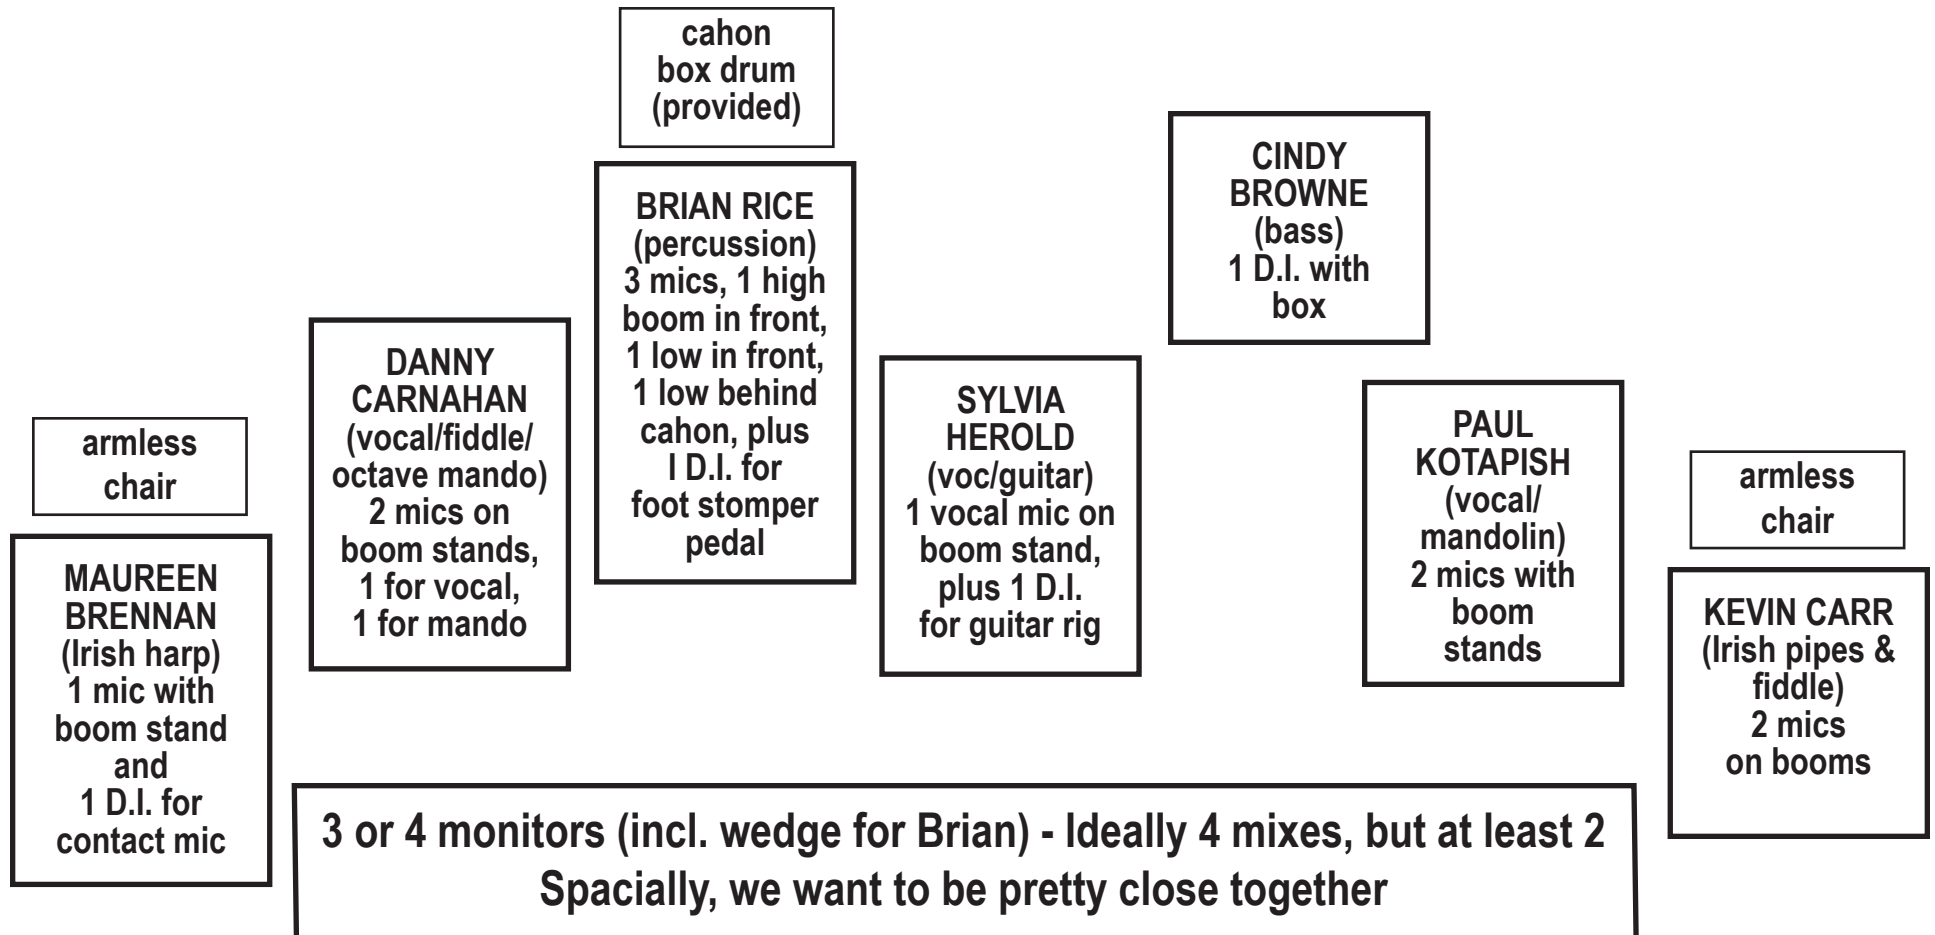 cahon
box drum
(provided)
BRIAN RICE
(percussion)
3 mics, 1 high
boom in front,
1 low in front,
1 low behind
cahon, plus
I D.I. for
foot stomper
pedal
CINDY
BROWNE
(bass)
1 D.I. with
box
DANNY
CARNAHAN
(vocal/fiddle/
octave mando)
2 mics on
boom stands,
1 for vocal,
1 for mando
SYLVIA
HEROLD
(voc/guitar)
1 vocal mic on
boom stand,
plus 1 D.I.
for guitar rig
PAUL
KOTAPISH
(vocal/
mandolin)
2 mics with
boom
stands
armless
chair
MAUREEN
BRENNAN
(Irish harp)
1 mic with
boom stand
and
1 D.I. for
contact mic
armless
chair
KEVIN CARR
(Irish pipes &
fiddle)
2 mics
on booms
3 or 4 monitors (incl. wedge for Brian) - Ideally 4 mixes, but at least 2
Spacially, we want to be pretty close together